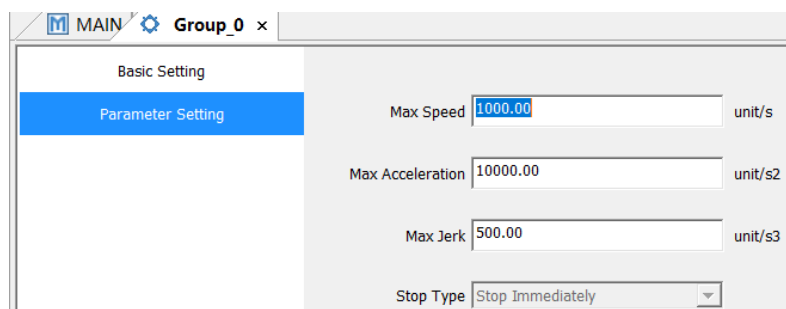 MAIN Group_0 ×
Basic Setting
Parameter Setting
Max Speed 1000.00 unit/s
Max Acceleration 10000.00 unit/s2
Max Jerk 500.00 unit/s3
Stop Type Stop Immediately